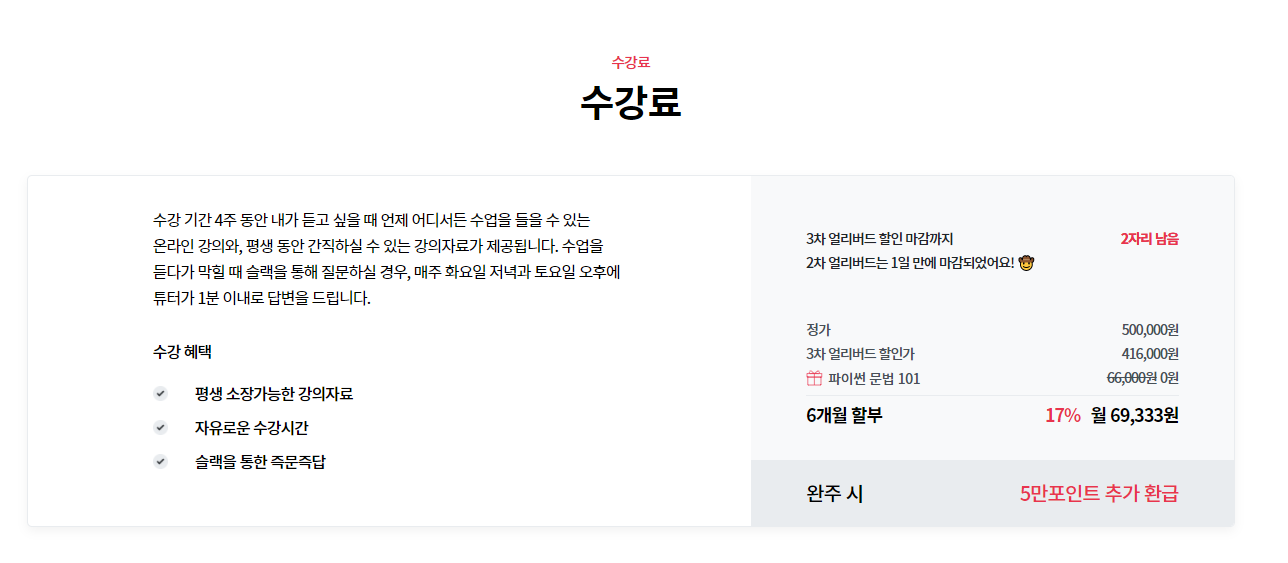 수강료
수강료
수강 기간 4주 동안 내가 듣고 싶을 때 언제 어디서든 수업을 들을 수 있는
온라인 강의와, 평생 동안 간직하실 수 있는 강의자료가 제공됩니다. 수업을
듣다가 막힐 때 슬랙을 통해 질문하실 경우, 매주 화요일 저녁과 토요일 오후에
튜터가 1분 이내로 답변을 드립니다.
수강 혜택
평생 소장가능한 강의자료
자유로운 수강시간
슬랙을 통한 즉문즉답
3차 얼리버드 할인 마감까지 2자리 남음
2차 얼리버드는 1일 만에 마감되었어요! 🤠
정가 500,000원
3차 얼리버드 할인가 416,000원
파이썬 문법 101 66,000원 0원
6개월 할부 17% 월 69,333원
완주 시 5만포인트 추가 환급